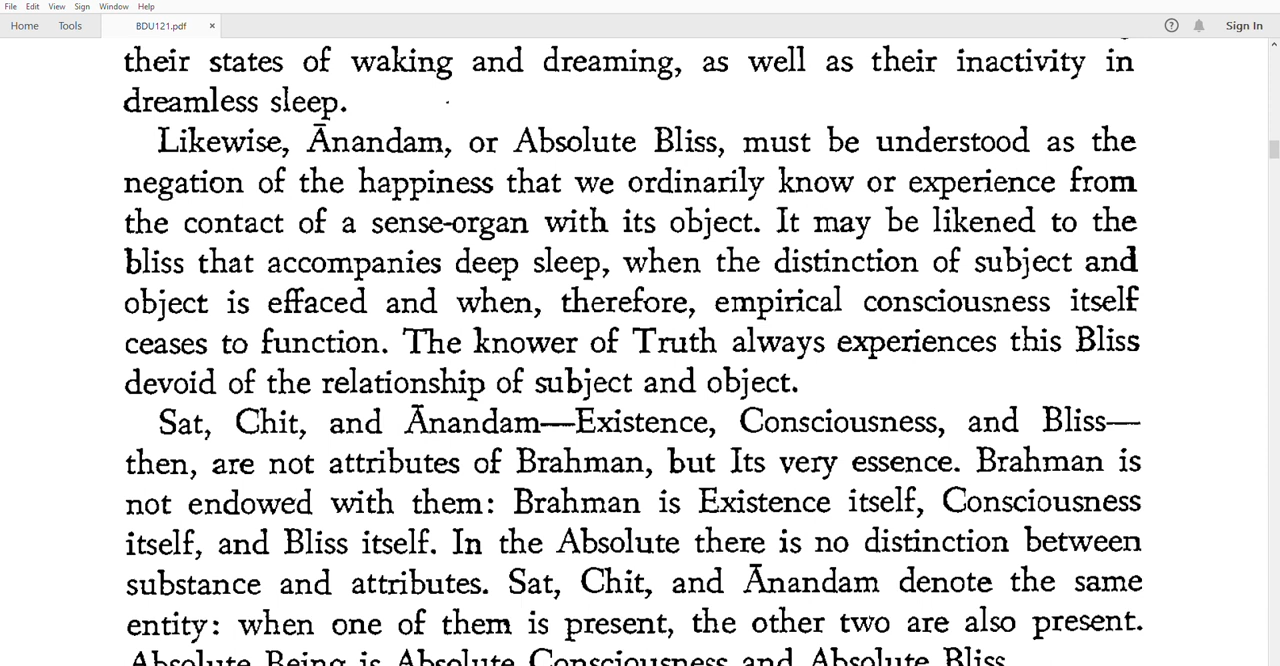 File Edit View Sign Window Help
Home Tools BDU121.pdf × ? Sign In
their states of waking and dreaming, as well as their inactivity in
dreamless sleep.
Likewise, Ānandam, or Absolute Bliss, must be understood as the
negation of the happiness that we ordinarily know or experience from
the contact of a sense-organ with its object. It may be likened to the
bliss that accompanies deep sleep, when the distinction of subject and
object is effaced and when, therefore, empirical consciousness itself
ceases to function. The knower of Truth always experiences this Bliss
devoid of the relationship of subject and object.
Sat, Chit, and Ānandam—Existence, Consciousness, and Bliss—
then, are not attributes of Brahman, but Its very essence. Brahman is
not endowed with them: Brahman is Existence itself, Consciousness
itself, and Bliss itself. In the Absolute there is no distinction between
substance and attributes. Sat, Chit, and Ānandam denote the same
entity: when one of them is present, the other two are also present.
Absolute Being is Absolute Consciousness and Absolute Bliss